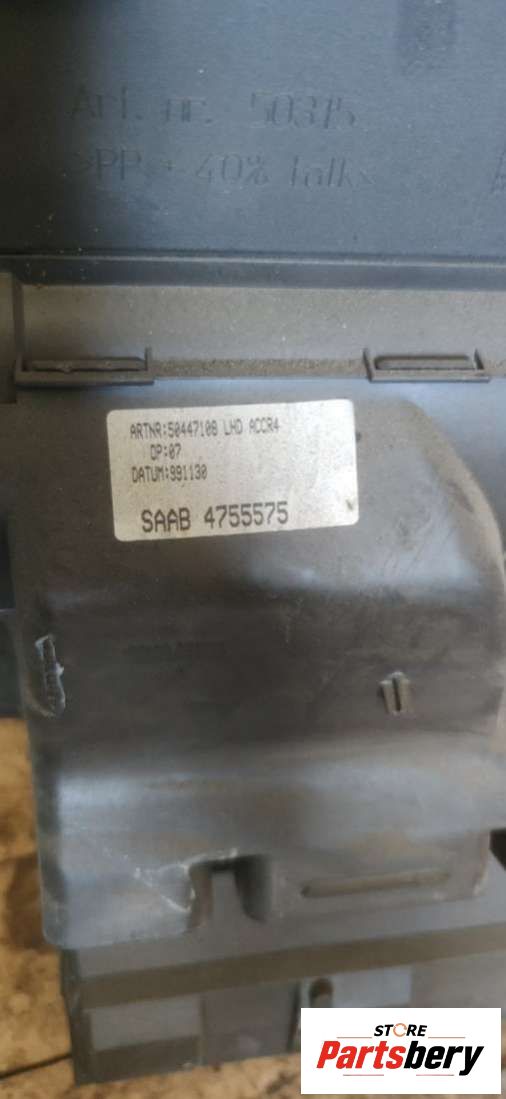 Art. nr. 50315
>PP + 40% talk<
ARTNR:50447108 LHD ACCR4
OP:07
DATUM:991130
SAAB 4755575
STORE
Partsbery